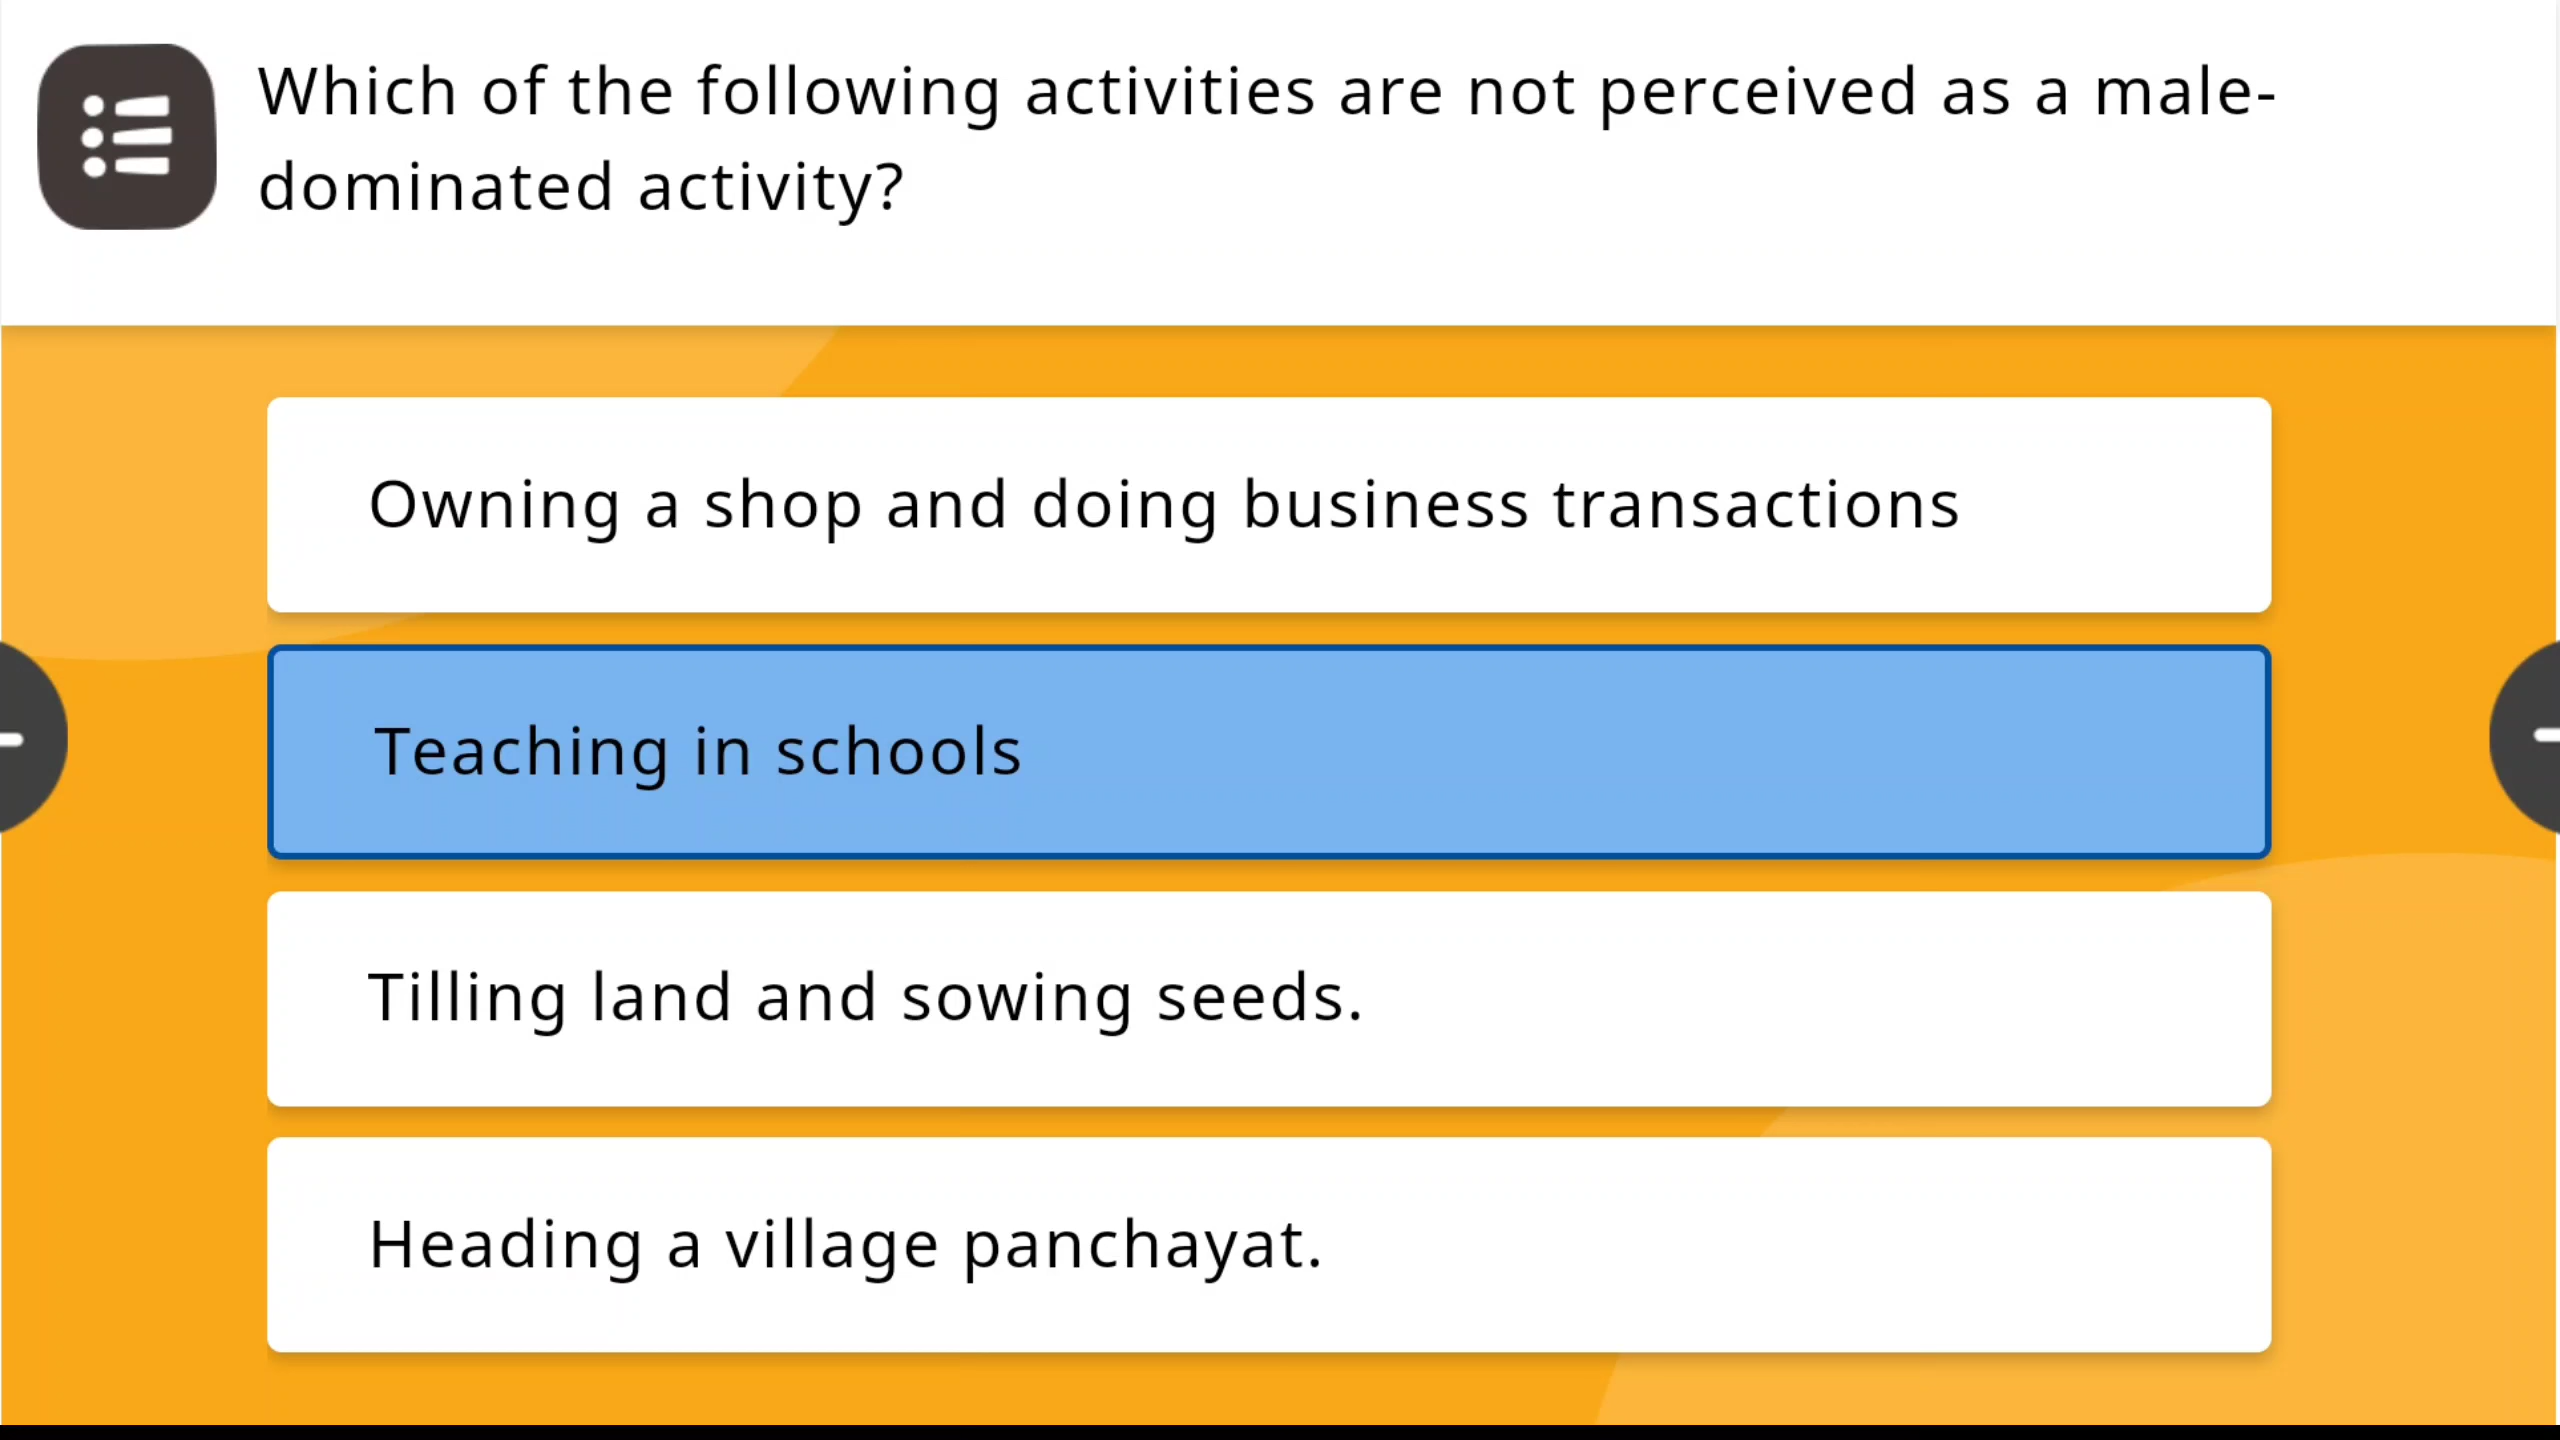 Which of the following activities are not perceived as a male-
dominated activity?
Owning a shop and doing business transactions
Teaching in schools
Tilling land and sowing seeds.
Heading a village panchayat.